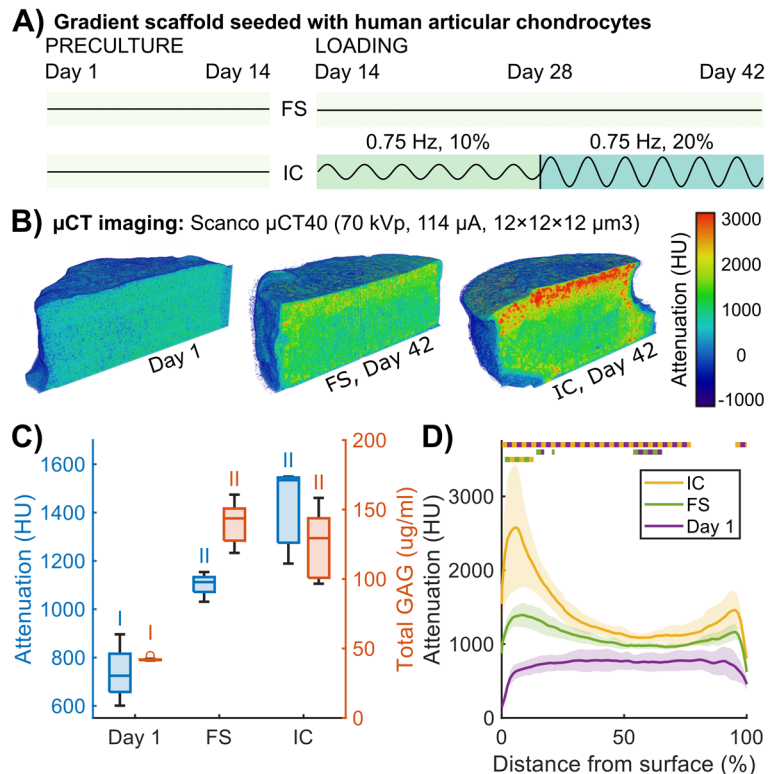 A) Gradient scaffold seeded with human articular chondrocytes
PRECULTURE LOADING
Day 1 Day 14 Day 14 Day 28 Day 42
FS
0.75 Hz, 10% 0.75 Hz, 20%
IC
B) µCT imaging: Scanco µCT40 (70 kVp, 114 µA, 12×12×12 µm3)
Day 1
FS, Day 42
IC, Day 42
Attenuation (HU)
3000
2000
1000
0
-1000
C)
Attenuation (HU)
1600
1400
1200
1000
800
600
I I II II II II
200
150
100
50
0
Total GAG (ug/ml)
Day 1 FS IC
D)
Attenuation (HU)
3000
2000
1000
0
IC
FS
Day 1
0 50 100
Distance from surface (%)